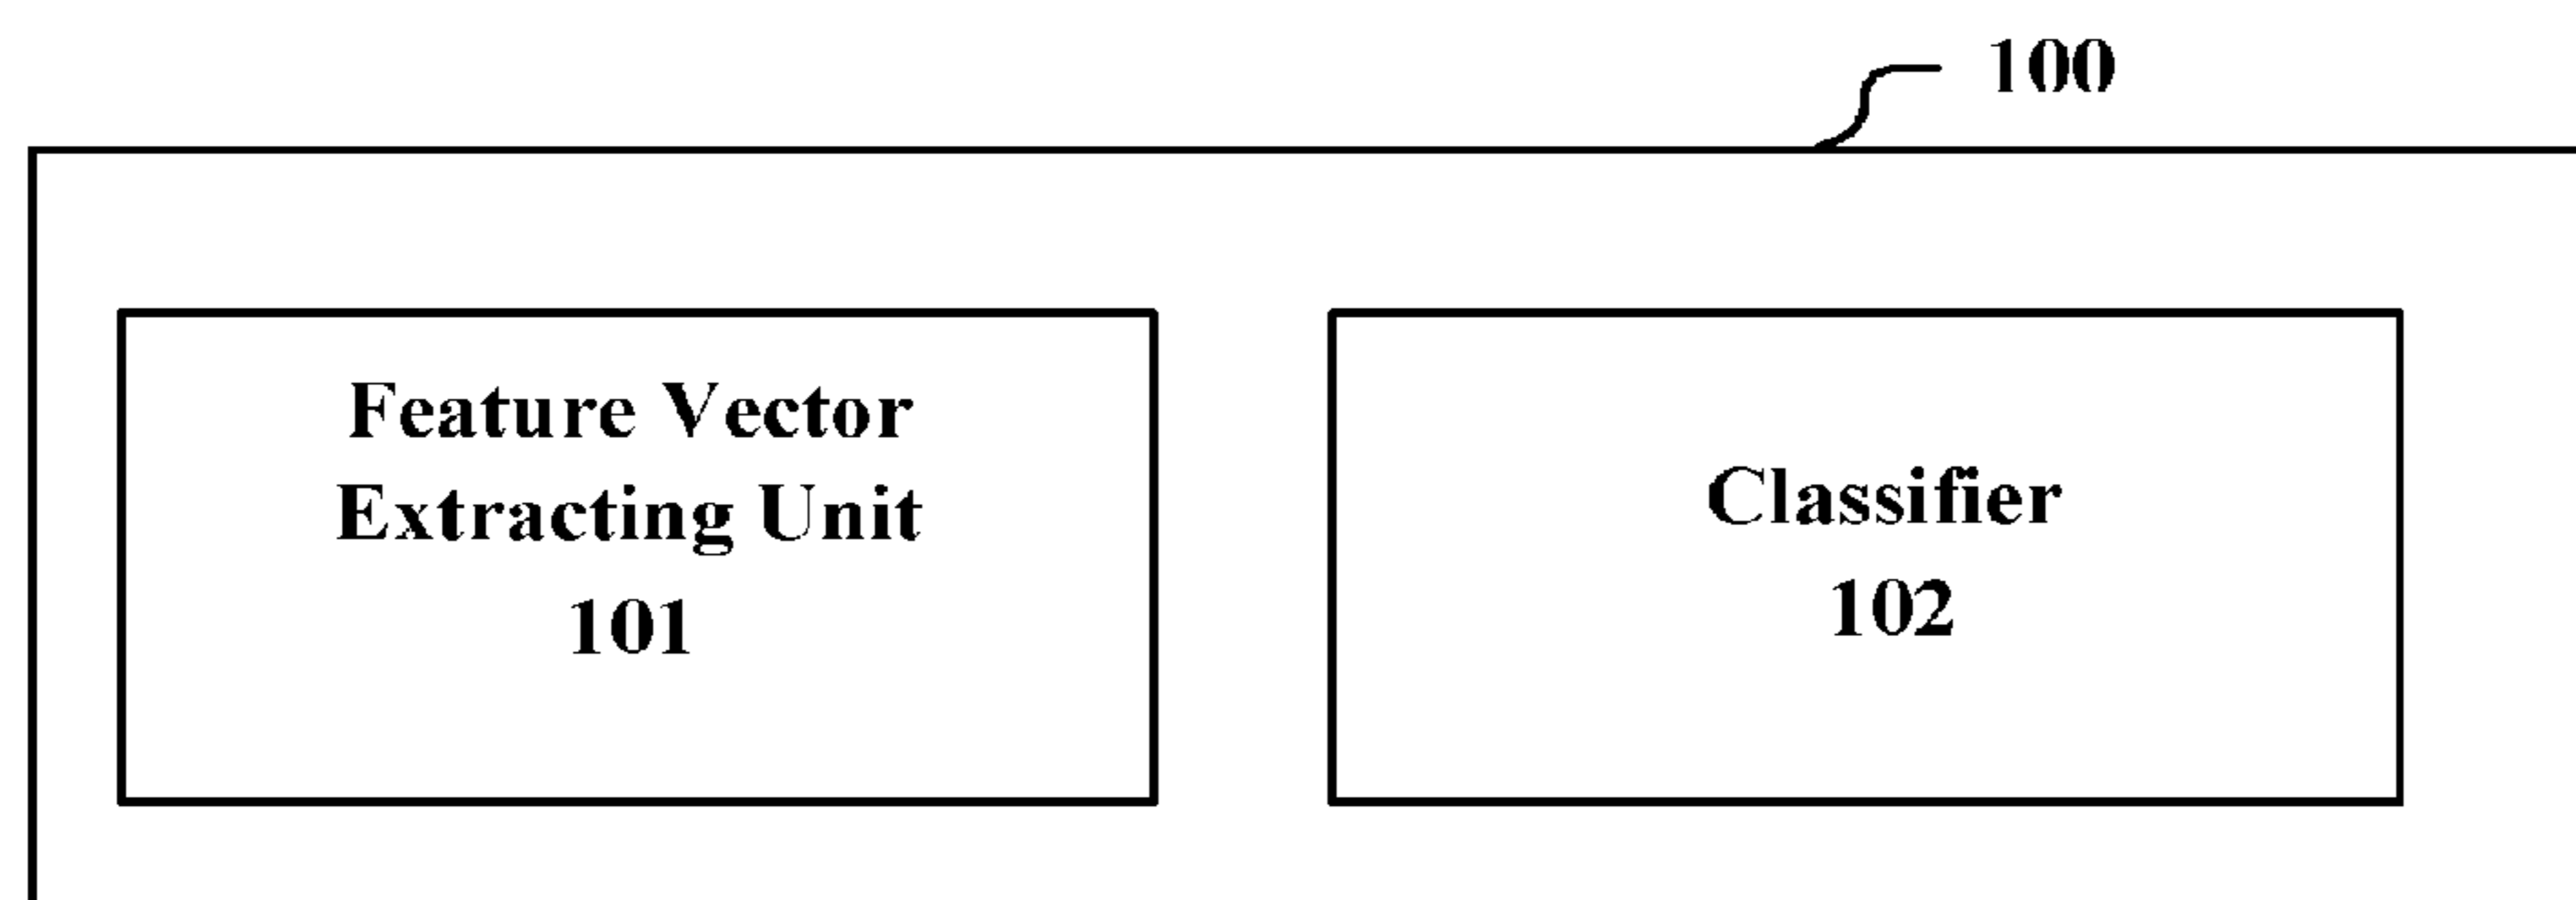 100
Feature Vector
Extracting Unit
101
Classifier
102